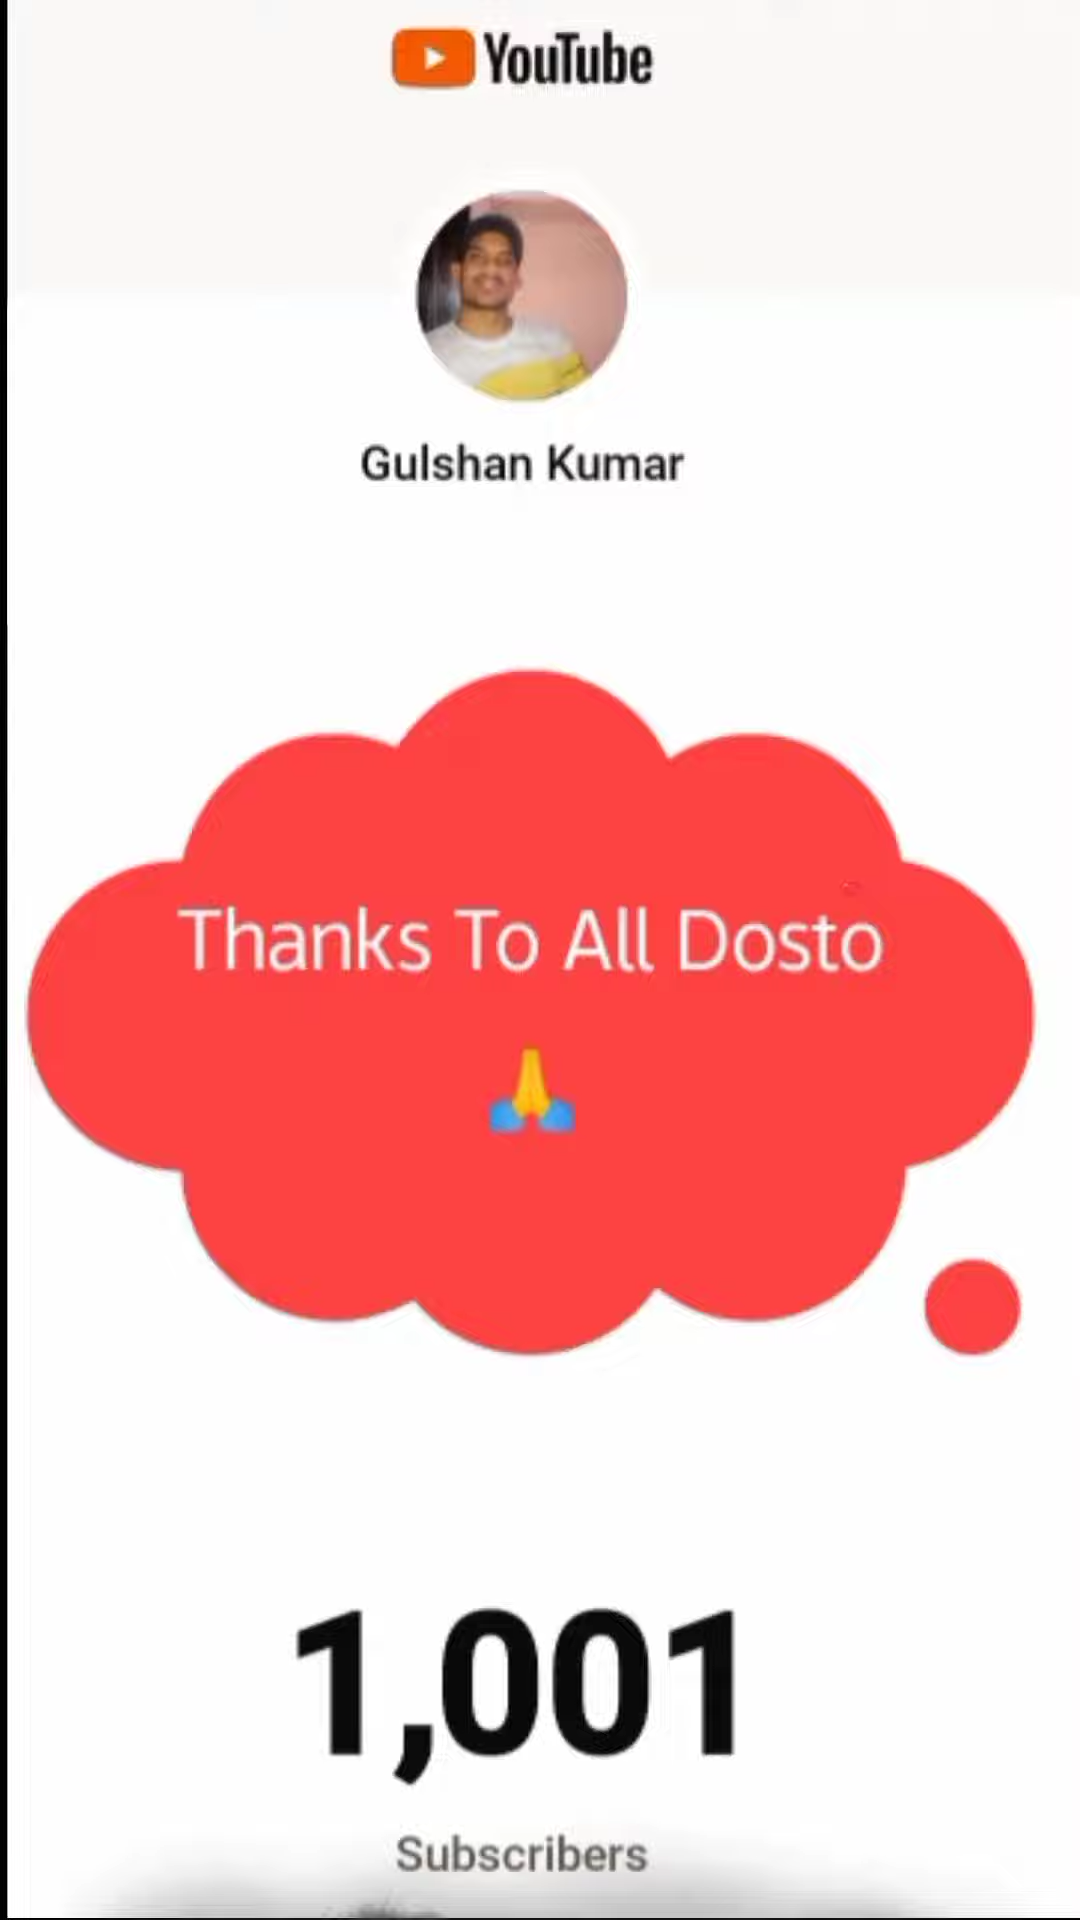 YouTube
Gulshan Kumar
Thanks To All Dosto
🙏
1,001
Subscribers